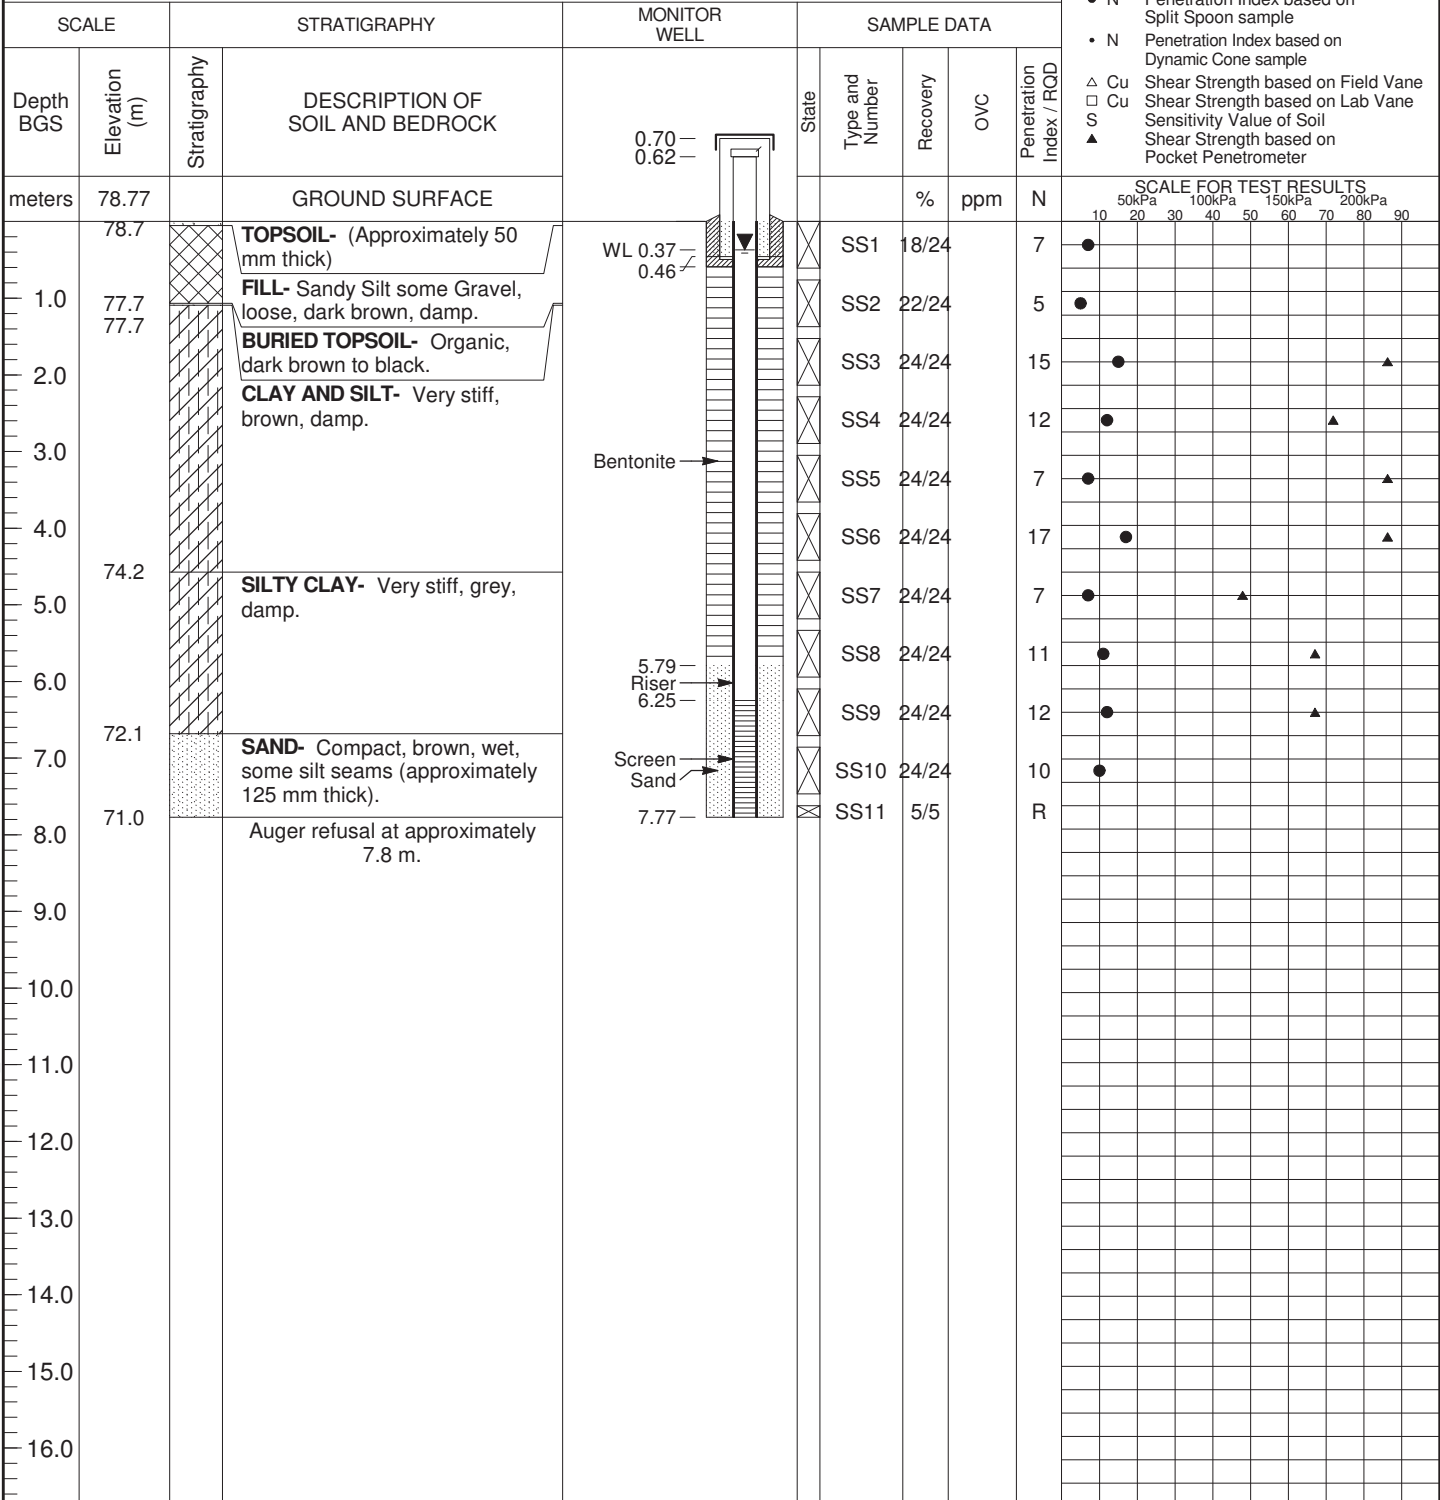 SCALE
STRATIGRAPHY
MONITOR
WELL
SAMPLE DATA
● N Penetration Index based on
Split Spoon sample
• N Penetration Index based on
Dynamic Cone sample
△ Cu Shear Strength based on Field Vane
□ Cu Shear Strength based on Lab Vane
S Sensitivity Value of Soil
▲ Shear Strength based on
Pocket Penetrometer
Depth
BGS
Elevation
(m)
Stratigraphy
DESCRIPTION OF
SOIL AND BEDROCK
State
Type and
Number
Recovery
OVC
Penetration
Index / RQD
0.70
0.62
meters 78.77 GROUND SURFACE % ppm N
SCALE FOR TEST RESULTS
50kPa 100kPa 150kPa 200kPa
10 20 30 40 50 60 70 80 90
78.7
TOPSOIL- (Approximately 50
mm thick)
WL 0.37
0.46
SS1 18/24 7
FILL- Sandy Silt some Gravel,
loose, dark brown, damp.
1.0
77.7
77.7
SS2 22/24 5
BURIED TOPSOIL- Organic,
dark brown to black.
SS3 24/24 15
2.0
CLAY AND SILT- Very stiff,
brown, damp.
SS4 24/24 12
3.0
Bentonite
SS5 24/24 7
4.0
SS6 24/24 17
74.2
SILTY CLAY- Very stiff, grey,
damp.
5.0
SS7 24/24 7
5.79
SS8 24/24 11
6.0
Riser
6.25
SS9 24/24 12
72.1
SAND- Compact, brown, wet,
some silt seams (approximately
125 mm thick).
7.0
Screen
Sand
SS10 24/24 10
71.0
7.77
SS11 5/5 R
8.0
Auger refusal at approximately
7.8 m.
9.0
10.0
11.0
12.0
13.0
14.0
15.0
16.0